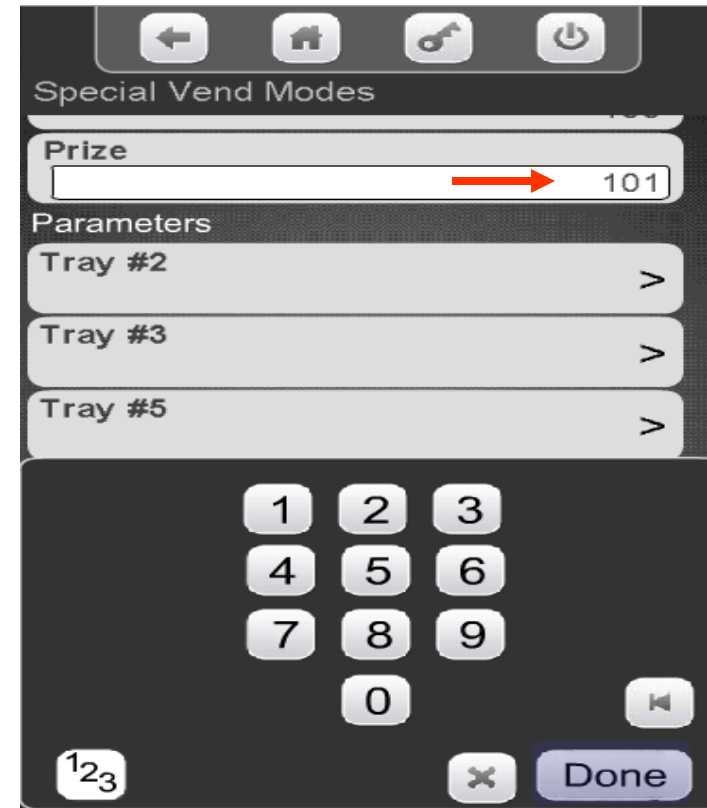 Special Vend Modes
Prize
101
Parameters
Tray #2
>
Tray #3
>
Tray #5
>
1 2 3
4 5 6
7 8 9
0
123
Done